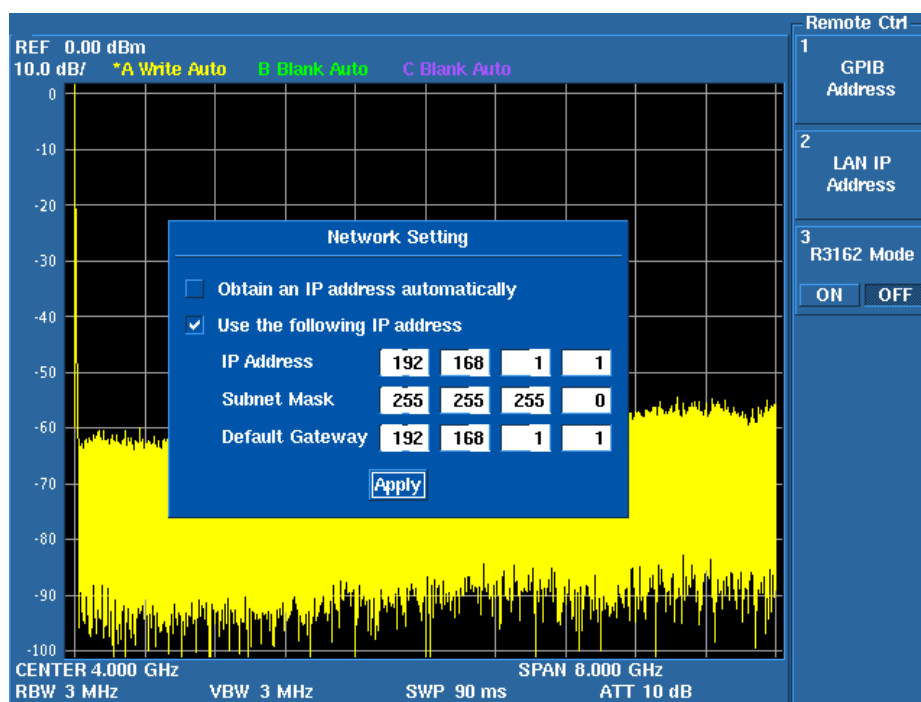 REF 0.00 dBm
10.0 dB/ *A Write Auto B Blank Auto C Blank Auto
0
-10
-20
-30
-40
-50
-60
-70
-80
-90
-100
Network Setting
Obtain an IP address automatically
Use the following IP address
IP Address 192 168 1 1
Subnet Mask 255 255 255 0
Default Gateway 192 168 1 1
Apply
CENTER 4.000 GHz SPAN 8.000 GHz
RBW 3 MHz VBW 3 MHz SWP 90 ms ATT 10 dB
Remote Ctrl
1
GPIB
Address
2
LAN IP
Address
3
R3162 Mode
ON OFF